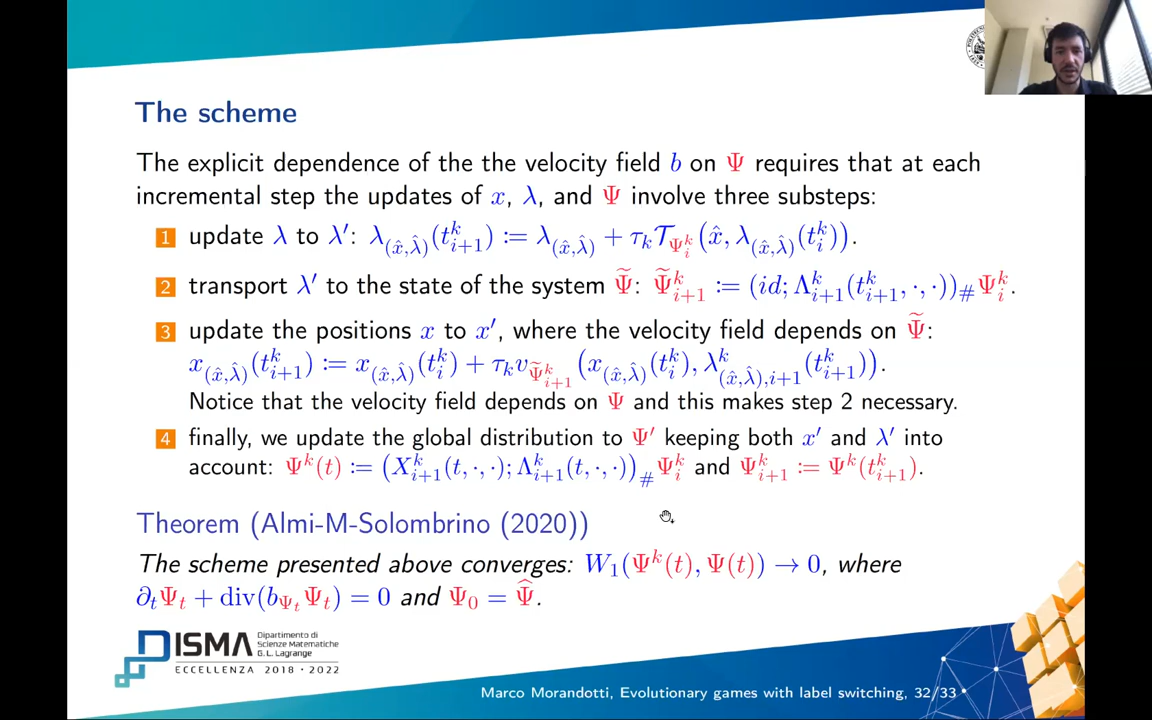 The scheme
The explicit dependence of the the velocity field b on Ψ requires that at each
incremental step the updates of x, λ, and Ψ involve three substeps:
1 update λ to λ′: λ_{(x̂,λ̂)}(t^k_{i+1}) := λ_{(x̂,λ̂)} + τ_k 𝒯_{Ψ^k_i}(x̂, λ_{(x̂,λ̂)}(t^k_i)).
2 transport λ′ to the state of the system Ψ̃: Ψ̃^k_{i+1} := (id; Λ^k_{i+1}(t^k_{i+1}, ·, ·))_# Ψ^k_i.
3 update the positions x to x′, where the velocity field depends on Ψ̃:
x_{(x̂,λ̂)}(t^k_{i+1}) := x_{(x̂,λ̂)}(t^k_i) + τ_k v_{Ψ̃^k_{i+1}}(x_{(x̂,λ̂)}(t^k_i), λ^k_{(x̂,λ̂),i+1}(t^k_{i+1})).
Notice that the velocity field depends on Ψ and this makes step 2 necessary.
4 finally, we update the global distribution to Ψ′ keeping both x′ and λ′ into
account: Ψ^k(t) := (X^k_{i+1}(t, ·, ·); Λ^k_{i+1}(t, ·, ·))_# Ψ^k_i and Ψ^k_{i+1} := Ψ^k(t^k_{i+1}).
Theorem (Almi-M-Solombrino (2020))
The scheme presented above converges: W_1(Ψ^k(t), Ψ(t)) → 0, where
∂_tΨ_t + div(b_{Ψ_t}Ψ_t) = 0 and Ψ_0 = Ψ̂.
DISMA
Dipartimento di
Scienze Matematiche
G. L. Lagrange
ECCELLENZA 2018 · 2022
Marco Morandotti, Evolutionary games with label switching, 32/33